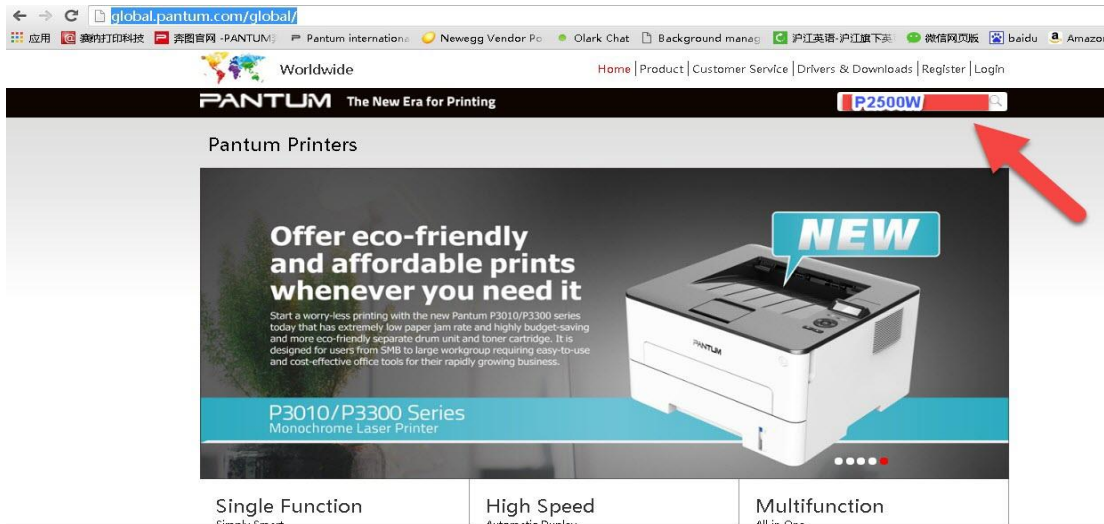 global.pantum.com/global/
应用 赛纳打印科技 奔图官网 -PANTUM Pantum internationa Newegg Vendor Po Olark Chat Background manag 沪江英语-沪江旗下英 微信网页版 baidu Amazon
Worldwide
Home | Product | Customer Service | Drivers & Downloads | Register | Login
PANTUM The New Era for Printing
P2500W
Pantum Printers
NEW
Offer eco-friendly
and affordable prints
whenever you need it
Start a worry-less printing with the new Pantum P3010/P3300 series
today that has extremely low paper jam rate and highly budget-saving
and more eco-friendly separate drum unit and toner cartridge. It is
designed for users from SMB to large workgroup requiring easy-to-use
and cost-effective office tools for their rapidly growing business.
PANTUM
P3010/P3300 Series
Monochrome Laser Printer
Single Function High Speed Multifunction